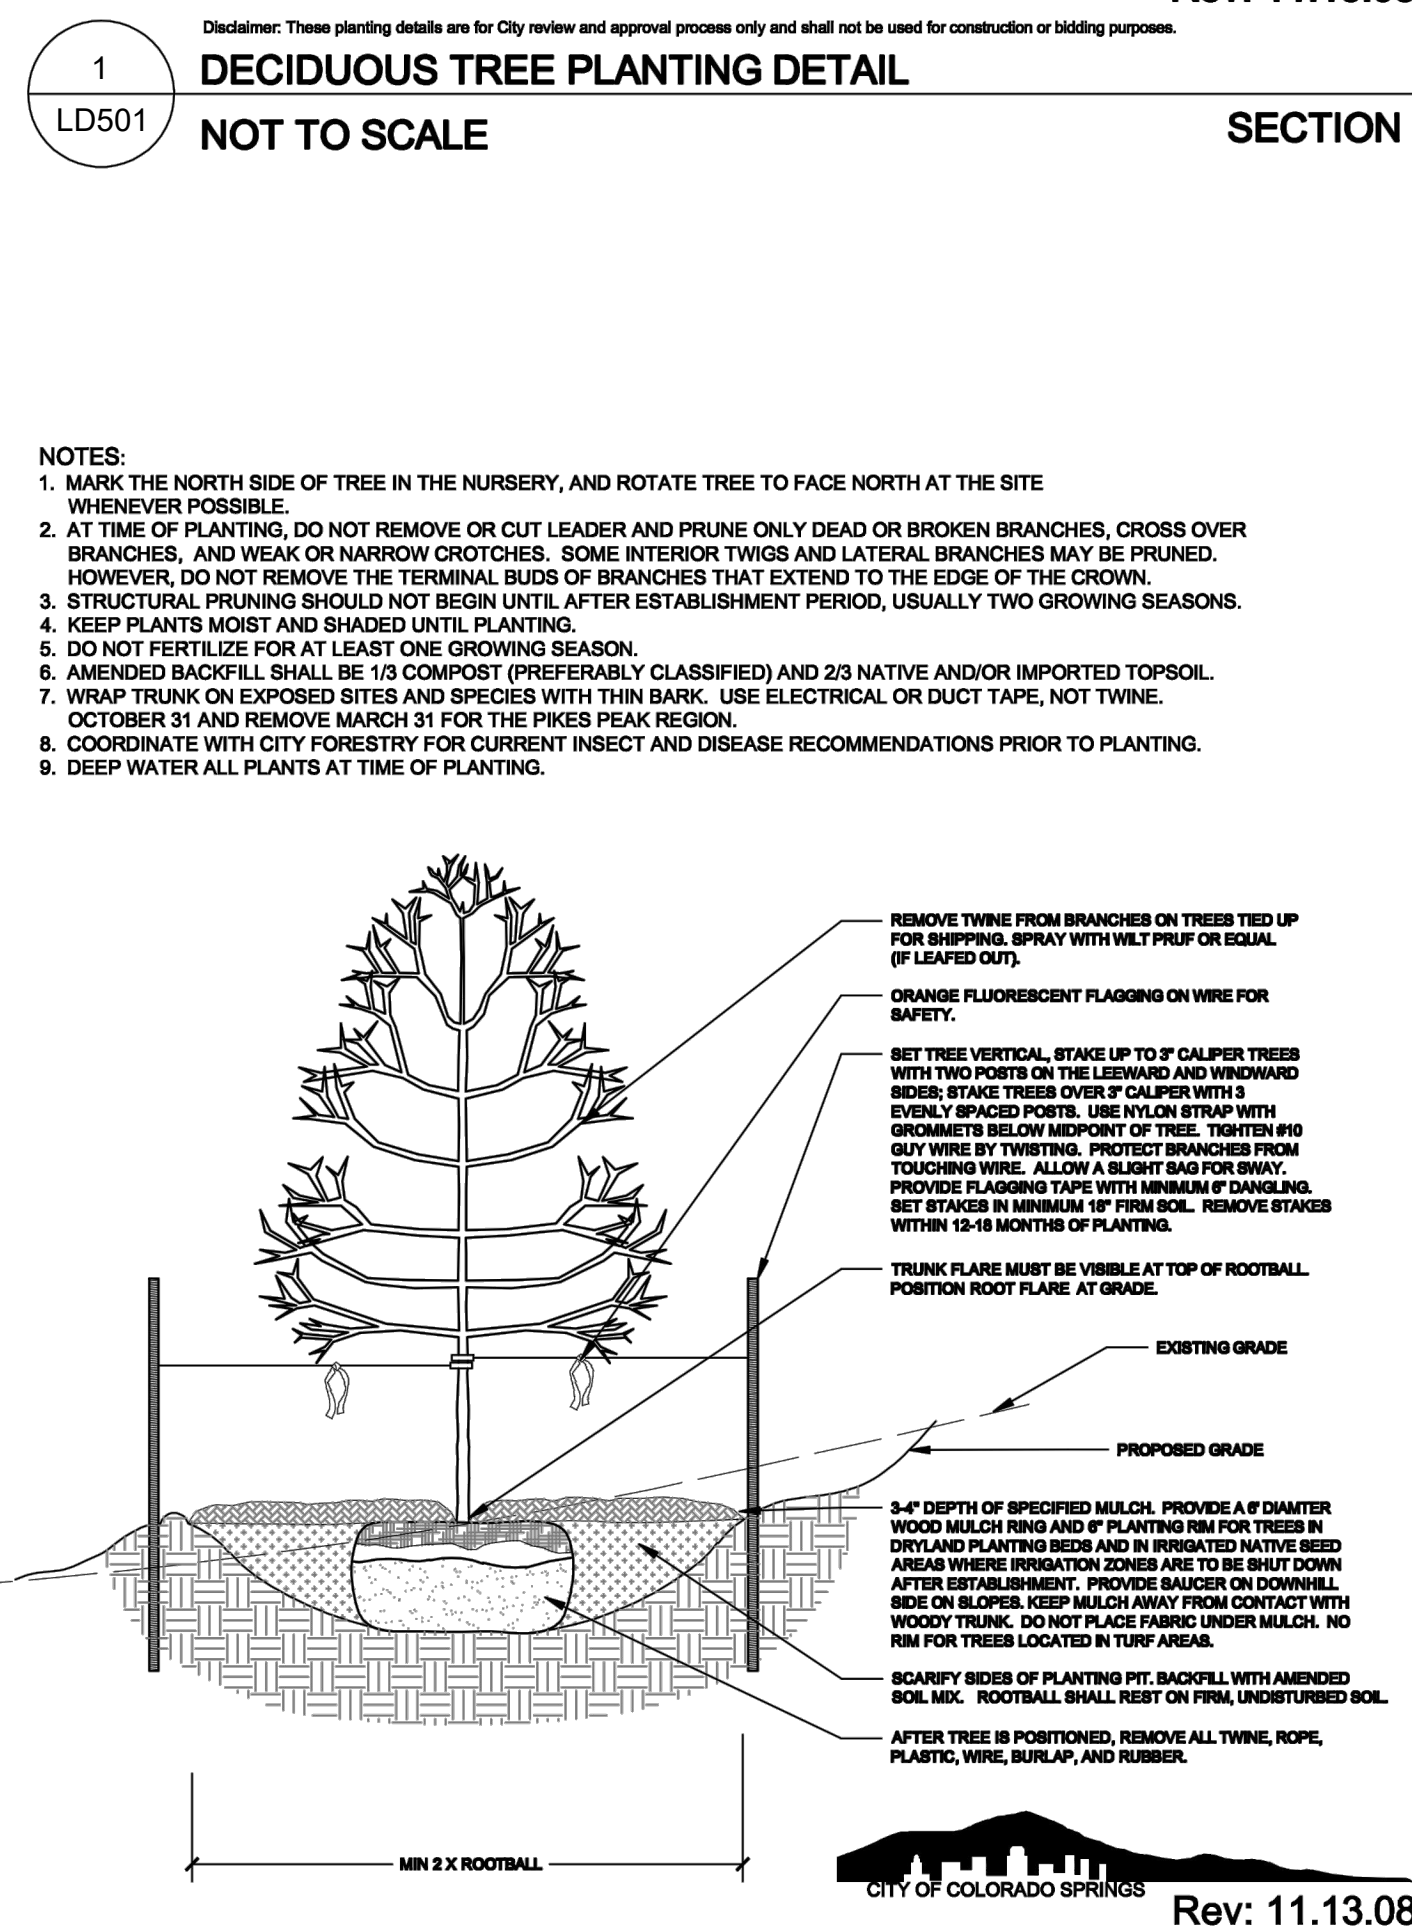 Disclaimer: These planting details are for City review and approval process only and shall not be used for construction or bidding purposes.
1
DECIDUOUS TREE PLANTING DETAIL
LD501
NOT TO SCALE
SECTION
NOTES:
1. MARK THE NORTH SIDE OF TREE IN THE NURSERY, AND ROTATE TREE TO FACE NORTH AT THE SITE
WHENEVER POSSIBLE.
2. AT TIME OF PLANTING, DO NOT REMOVE OR CUT LEADER AND PRUNE ONLY DEAD OR BROKEN BRANCHES, CROSS OVER
BRANCHES, AND WEAK OR NARROW CROTCHES. SOME INTERIOR TWIGS AND LATERAL BRANCHES MAY BE PRUNED.
HOWEVER, DO NOT REMOVE THE TERMINAL BUDS OF BRANCHES THAT EXTEND TO THE EDGE OF THE CROWN.
3. STRUCTURAL PRUNING SHOULD NOT BEGIN UNTIL AFTER ESTABLISHMENT PERIOD, USUALLY TWO GROWING SEASONS.
4. KEEP PLANTS MOIST AND SHADED UNTIL PLANTING.
5. DO NOT FERTILIZE FOR AT LEAST ONE GROWING SEASON.
6. AMENDED BACKFILL SHALL BE 1/3 COMPOST (PREFERABLY CLASSIFIED) AND 2/3 NATIVE AND/OR IMPORTED TOPSOIL.
7. WRAP TRUNK ON EXPOSED SITES AND SPECIES WITH THIN BARK. USE ELECTRICAL OR DUCT TAPE, NOT TWINE.
OCTOBER 31 AND REMOVE MARCH 31 FOR THE PIKES PEAK REGION.
8. COORDINATE WITH CITY FORESTRY FOR CURRENT INSECT AND DISEASE RECOMMENDATIONS PRIOR TO PLANTING.
9. DEEP WATER ALL PLANTS AT TIME OF PLANTING.
REMOVE TWINE FROM BRANCHES ON TREES TIED UP
FOR SHIPPING. SPRAY WITH WILT PRUF OR EQUAL
(IF LEAFED OUT).
ORANGE FLUORESCENT FLAGGING ON WIRE FOR
SAFETY.
SET TREE VERTICAL, STAKE UP TO 3" CALIPER TREES
WITH TWO POSTS ON THE LEEWARD AND WINDWARD
SIDES; STAKE TREES OVER 3" CALIPER WITH 3
EVENLY SPACED POSTS. USE NYLON STRAP WITH
GROMMETS BELOW MIDPOINT OF TREE. TIGHTEN #10
GUY WIRE BY TWISTING. PROTECT BRANCHES FROM
TOUCHING WIRE. ALLOW A SLIGHT SAG FOR SWAY.
PROVIDE FLAGGING TAPE WITH MINIMUM 6" DANGLING.
SET STAKES IN MINIMUM 18" FIRM SOIL. REMOVE STAKES
WITHIN 12-18 MONTHS OF PLANTING.
TRUNK FLARE MUST BE VISIBLE AT TOP OF ROOTBALL.
POSITION ROOT FLARE AT GRADE.
EXISTING GRADE
PROPOSED GRADE
3-4" DEPTH OF SPECIFIED MULCH. PROVIDE A 6' DIAMTER
WOOD MULCH RING AND 6" PLANTING RIM FOR TREES IN
DRYLAND PLANTING BEDS AND IN IRRIGATED NATIVE SEED
AREAS WHERE IRRIGATION ZONES ARE TO BE SHUT DOWN
AFTER ESTABLISHMENT. PROVIDE SAUCER ON DOWNHILL
SIDE ON SLOPES. KEEP MULCH AWAY FROM CONTACT WITH
WOODY TRUNK. DO NOT PLACE FABRIC UNDER MULCH. NO
RIM FOR TREES LOCATED IN TURF AREAS.
SCARIFY SIDES OF PLANTING PIT. BACKFILL WITH AMENDED
SOIL MIX. ROOTBALL SHALL REST ON FIRM, UNDISTURBED SOIL.
AFTER TREE IS POSITIONED, REMOVE ALL TWINE, ROPE,
PLASTIC, WIRE, BURLAP, AND RUBBER.
MIN 2 X ROOTBALL
CITY OF COLORADO SPRINGS
Rev: 11.13.08